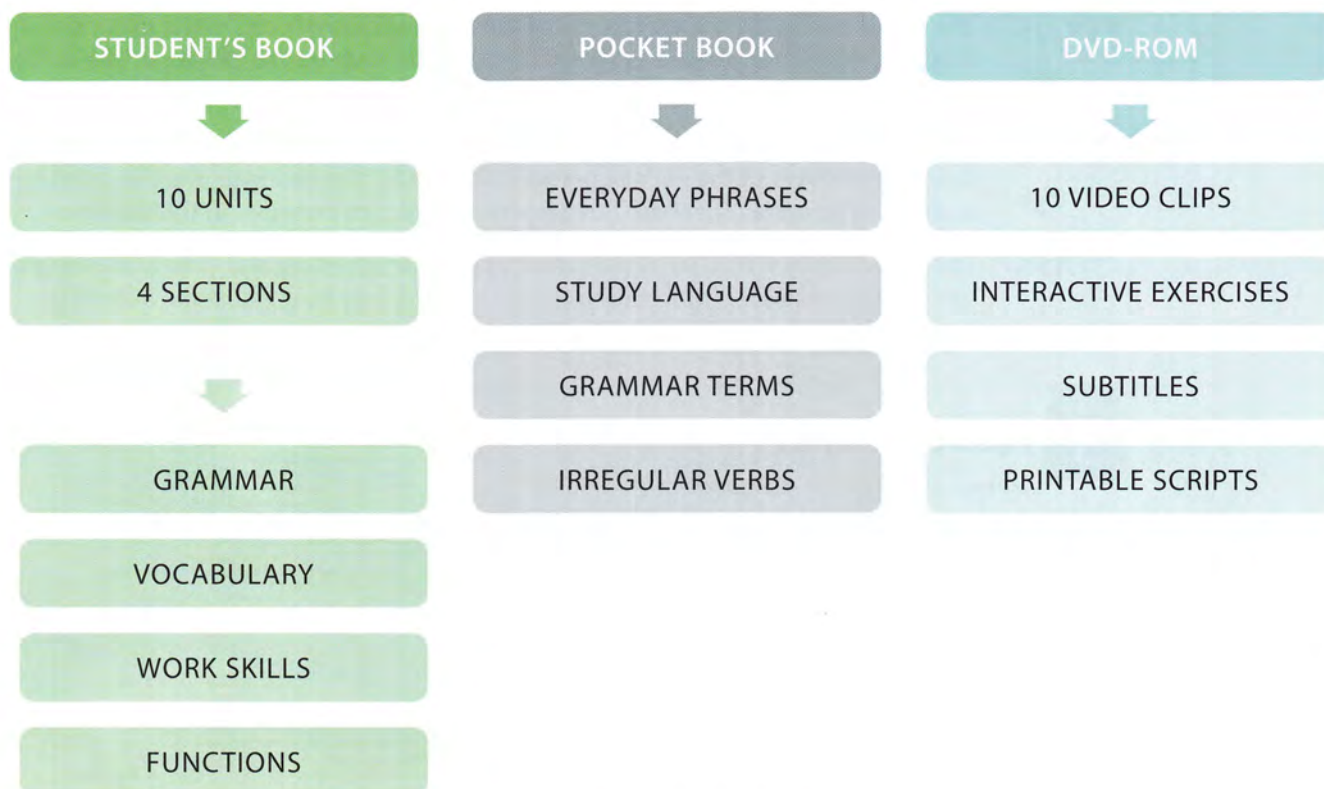 STUDENT'S BOOK
10 UNITS
4 SECTIONS
GRAMMAR
VOCABULARY
WORK SKILLS
FUNCTIONS
POCKET BOOK
EVERYDAY PHRASES
STUDY LANGUAGE
GRAMMAR TERMS
IRREGULAR VERBS
DVD-ROM
10 VIDEO CLIPS
INTERACTIVE EXERCISES
SUBTITLES
PRINTABLE SCRIPTS